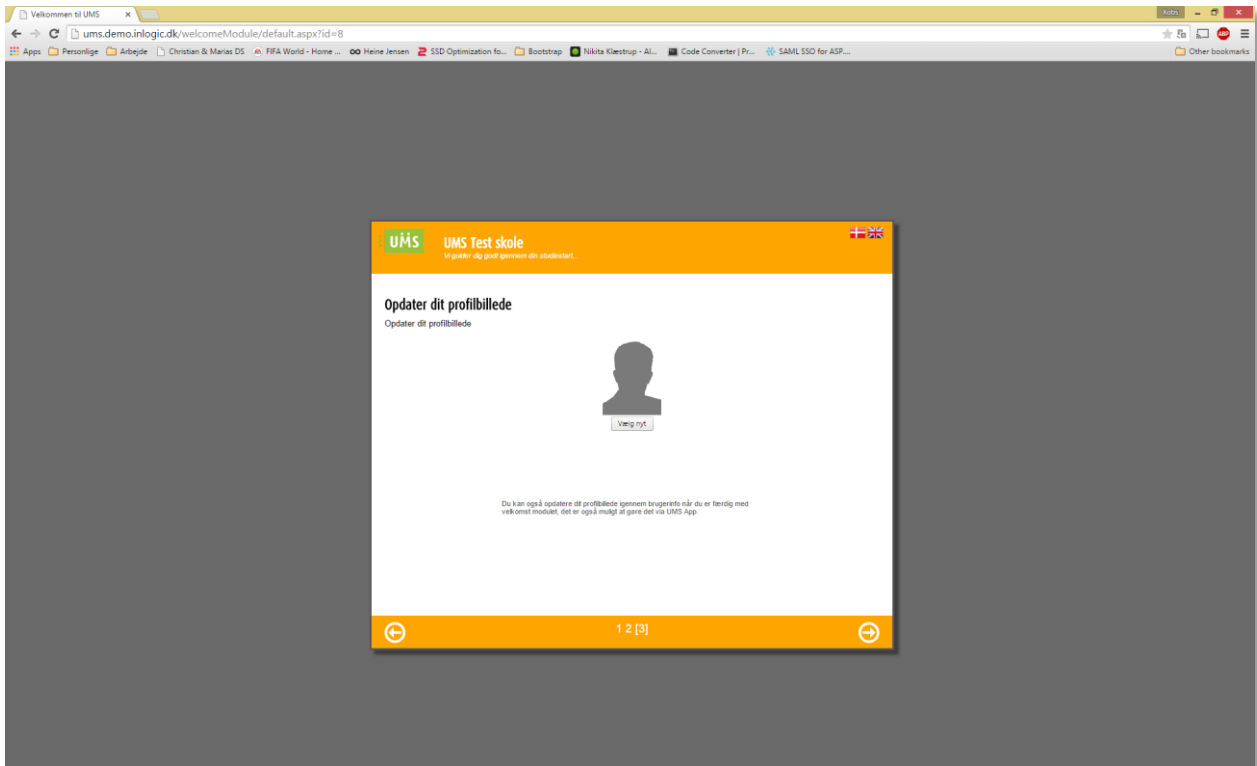 Velkommen til UMS
Kobs
ums.demo.inlogic.dk/welcomeModule/default.aspx?id=8
Apps Personlige Arbejde Christian & Marias DS FIFA World - Home ... Heine Jensen SSD Optimization fo... Bootstrap Nikita Klæstrup - Al... Code Converter | Pr... SAML SSO for ASP.... Other bookmarks
UMS
UMS Test skole
Vi guider dig godt igennem din studiestart...
Opdater dit profilbillede
Opdater dit profilbillede
Vælg nyt
Du kan også opdatere dit profilbillede igennem brugerinfo når du er færdig med
velkomst modulet, det er også muligt at gøre det via UMS App.
1 2 [3]